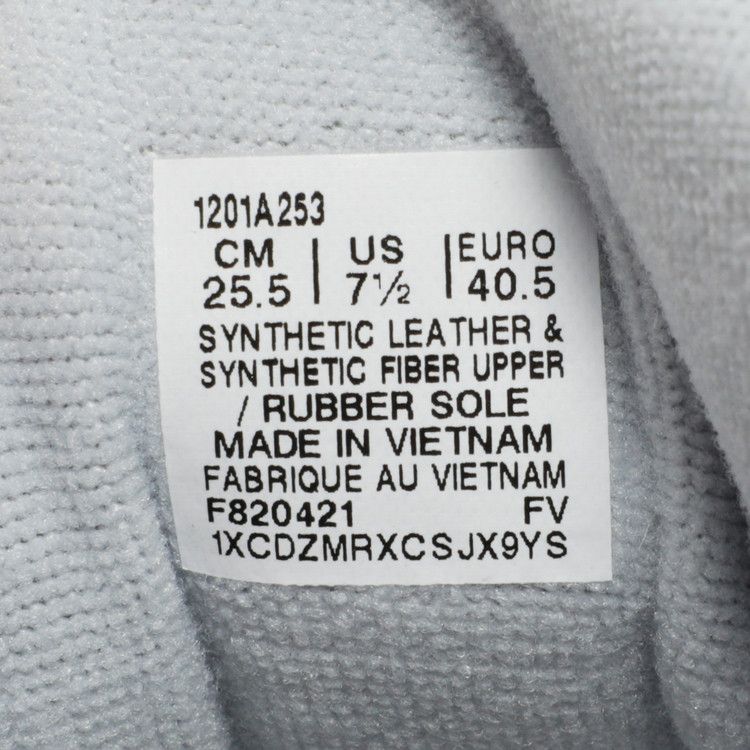 1201A253
CM | US | EURO
25.5 | 7½ | 40.5
SYNTHETIC LEATHER &
SYNTHETIC FIBER UPPER
/ RUBBER SOLE
MADE IN VIETNAM
FABRIQUE AU VIETNAM
F820421 FV
1XCDZMRXCSJX9YS